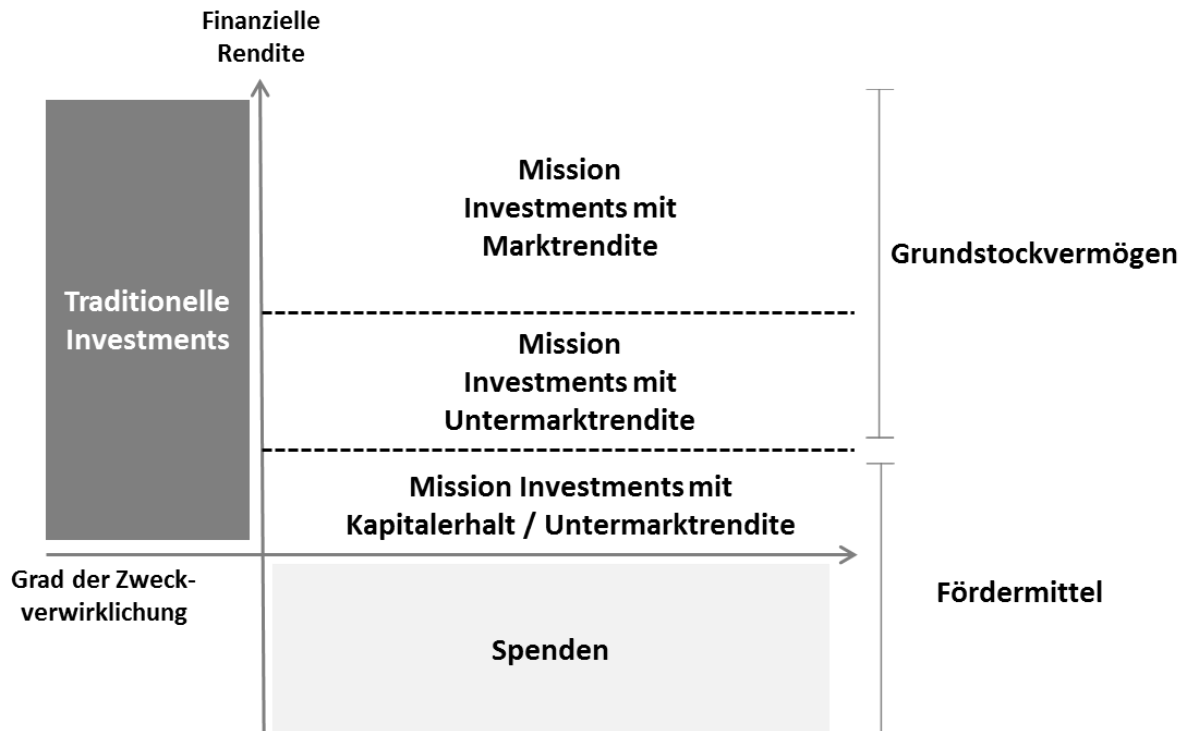 Finanzielle
Rendite
Mission
Investments mit
Marktrendite
Grundstockvermögen
Traditionelle
Investments
Mission
Investments mit
Untermarktrendite
Mission Investments mit
Kapitalerhalt / Untermarktrendite
Grad der Zweck-
verwirklichung
Fördermittel
Spenden